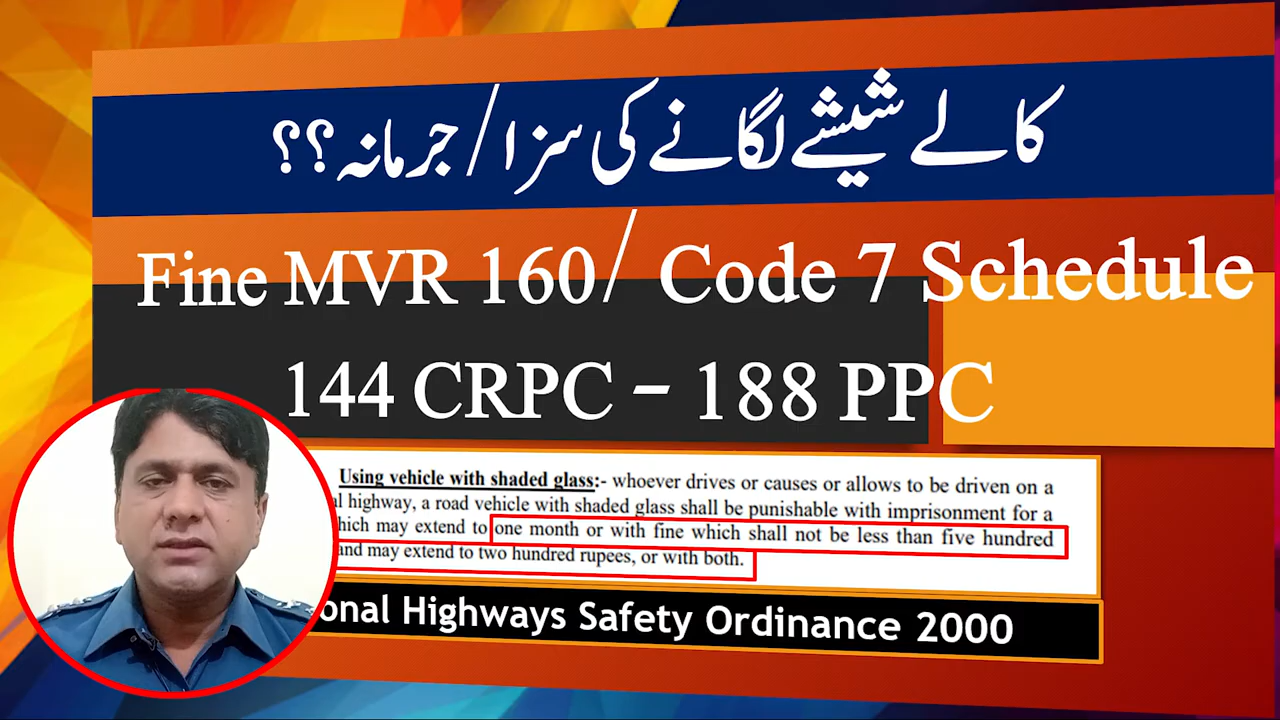 کالے شیشے لگانے کی سزا/جرمانہ؟؟
Fine MVR 160/ Code 7 Schedule
144 CRPC - 188 PPC
Using vehicle with shaded glass:- whoever drives or causes or allows to be driven on a
al highway, a road vehicle with shaded glass shall be punishable with imprisonment for a
hich may extend to one month or with fine which shall not be less than five hundred
and may extend to two hundred rupees, or with both.
onal Highways Safety Ordinance 2000